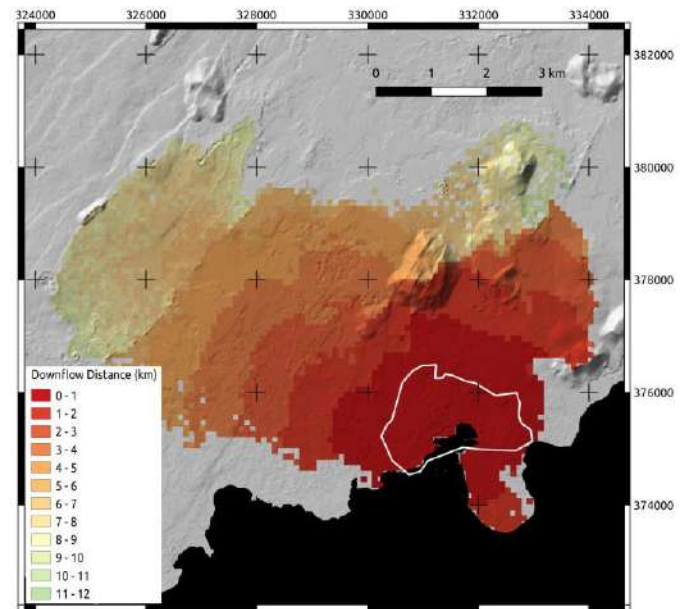 324000 326000 328000 330000 332000 334000
382000
0 1 2 3 km
380000
378000
376000
374000
Downflow Distance (km)
0 - 1
1 - 2
2 - 3
3 - 4
4 - 5
5 - 6
6 - 7
7 - 8
8 - 9
9 - 10
10 - 11
11 - 12